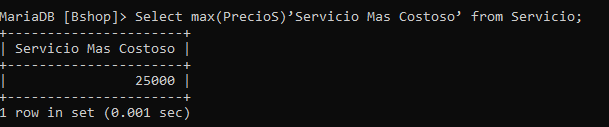 MariaDB [Bshop]> Select max(PrecioS)’Servicio Mas Costoso’ from Servicio;
+----------------------+
| Servicio Mas Costoso |
+----------------------+
|                25000 |
+----------------------+
1 row in set (0.001 sec)